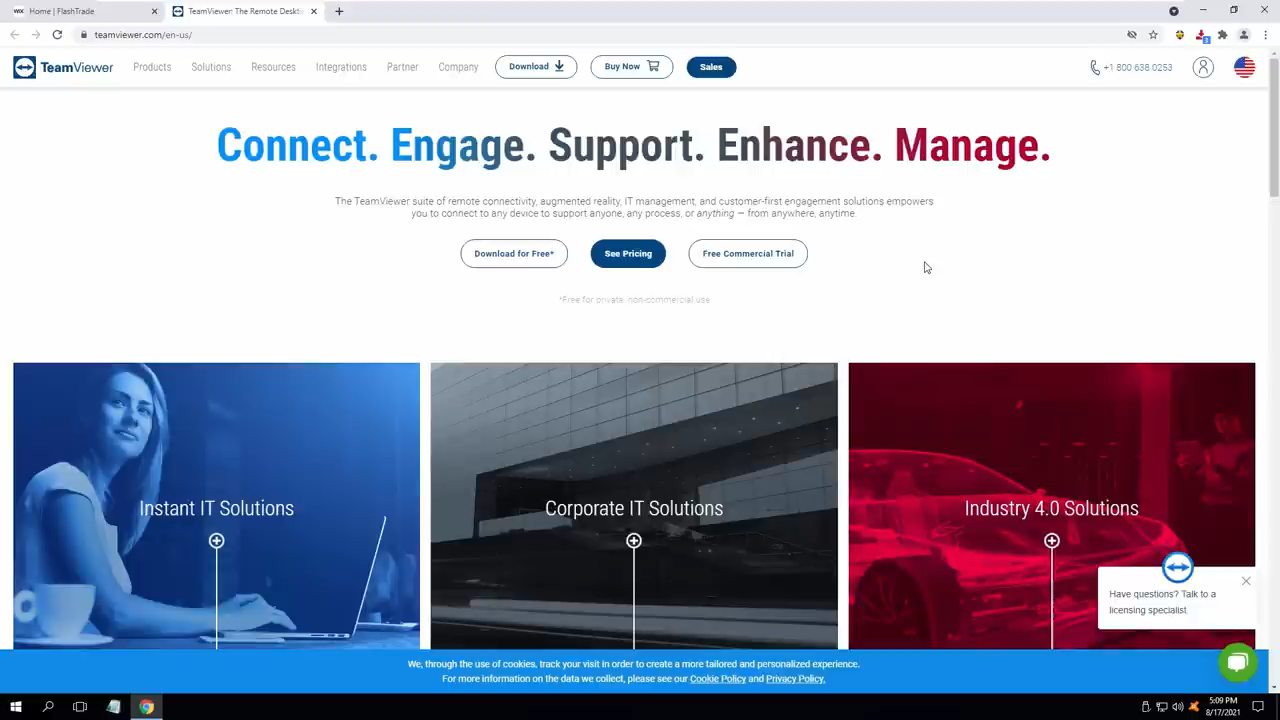 WiX Home | FlashTrade
TeamViewer: The Remote Deskto
teamviewer.com/en-us/
3
TeamViewer Products Solutions Resources Integrations Partner Company Download Buy Now Sales +1 800 638 0253
Connect. Engage. Support. Enhance. Manage.
The TeamViewer suite of remote connectivity, augmented reality, IT management, and customer-first engagement solutions empowers
you to connect to any device to support anyone, any process, or anything — from anywhere, anytime.
Download for Free* See Pricing Free Commercial Trial
*Free for private, non-commercial use
Instant IT Solutions Corporate IT Solutions Industry 4.0 Solutions
Have questions? Talk to a
licensing specialist
We, through the use of cookies, track your visit in order to create a more tailored and personalized experience.
For more information on the data we collect, please see our Cookie Policy and Privacy Policy.
5:09 PM
8/17/2021